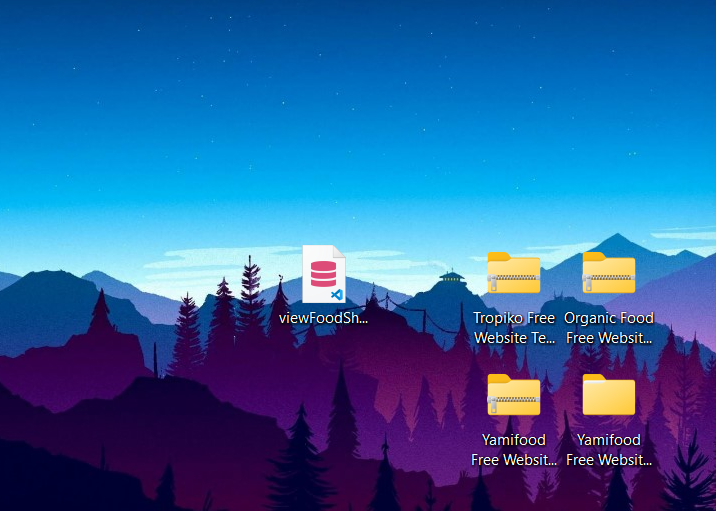 viewFoodSh...
Tropiko Free
Website Te...
Organic Food
Free Websit...
Yamifood
Free Websit...
Yamifood
Free Websit...